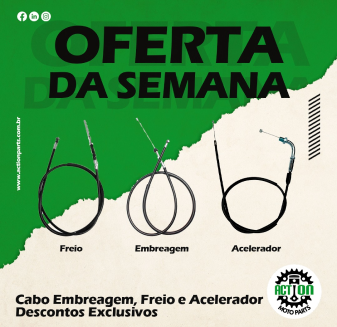 OFERTA
DA SEMANA
www.actionparts.com.br
Freio
Embreagem
Acelerador
Cabo Embreagem, Freio e Acelerador
Descontos Exclusivos
ACTION
MOTO PARTS